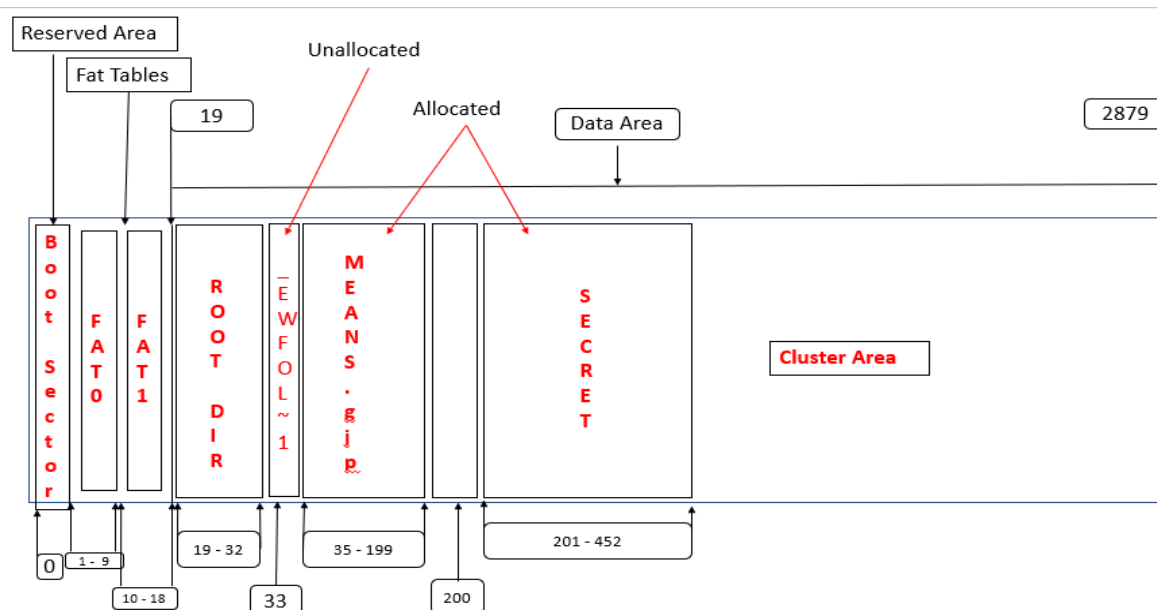 Reserved Area
Unallocated
Fat Tables
Allocated
19
Data Area
2879
Boot Sector
FAT0
FAT1
ROOT DIR
_EWFOL~1
MEANS.gjp
SECRET
Cluster Area
0
1 - 9
10 - 18
19 - 32
33
35 - 199
200
201 - 452